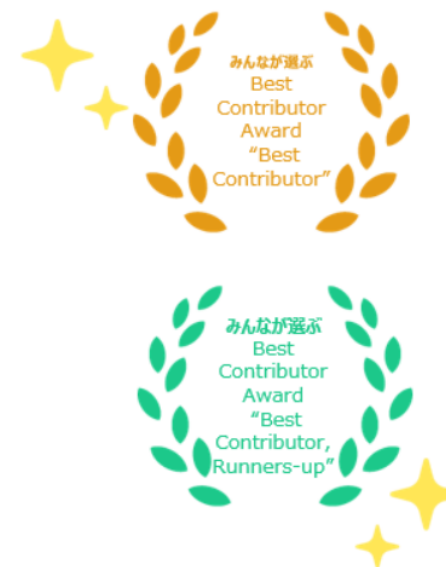 みんなが選ぶ
Best
Contributor
Award
“Best
Contributor”
みんなが選ぶ
Best
Contributor
Award
“Best
Contributor,
Runners-up”